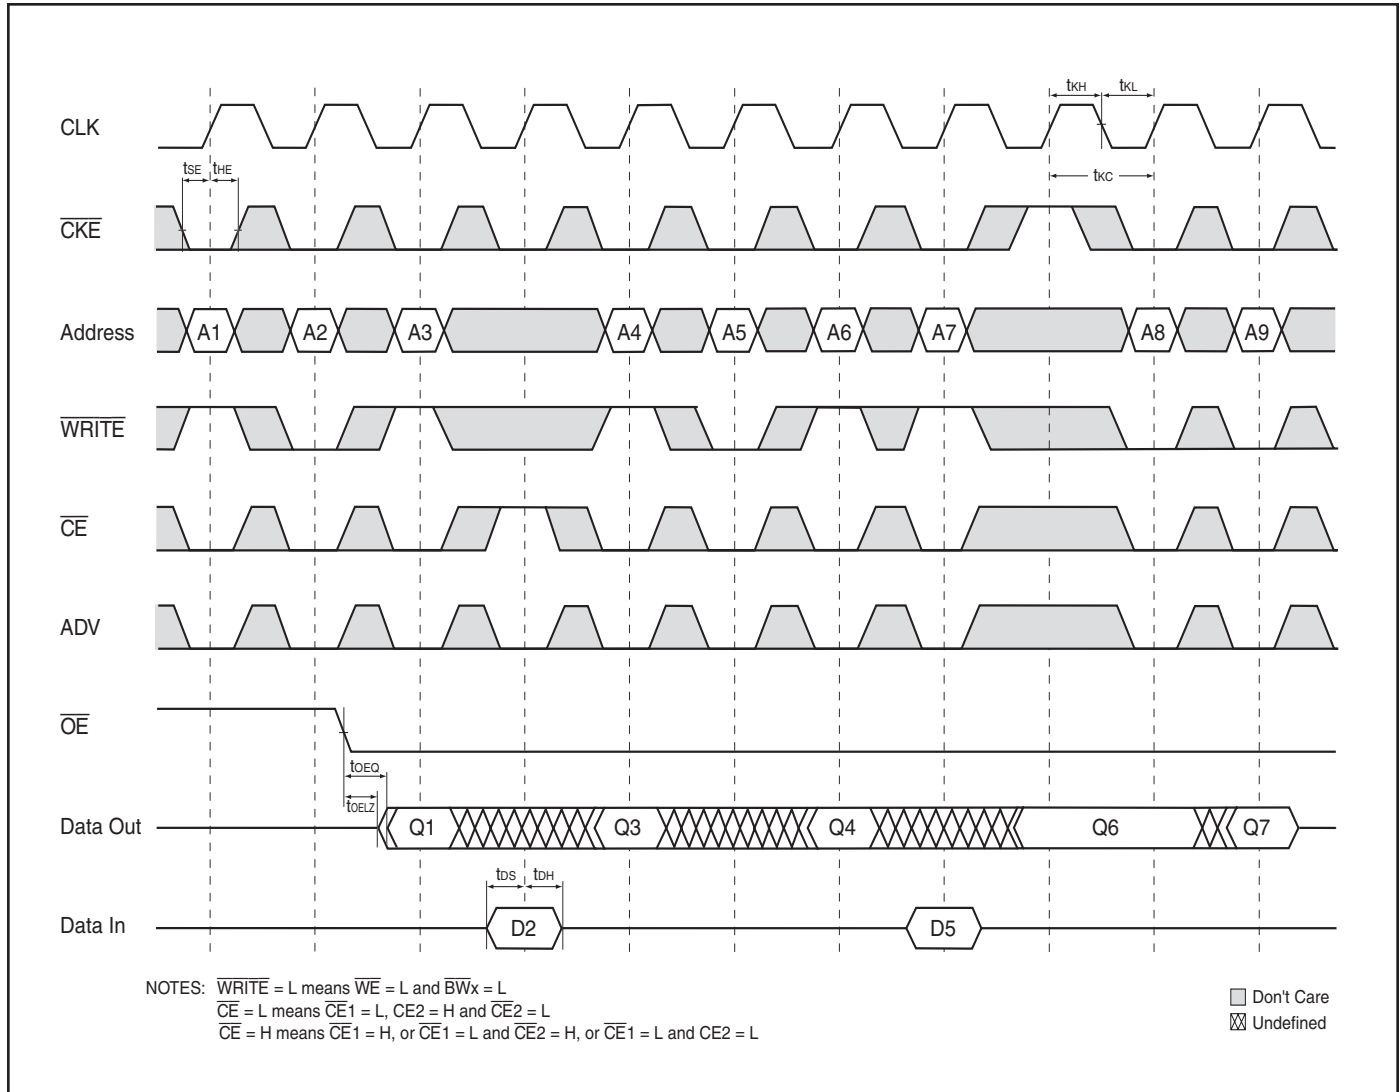 tKH tKL
CLK
tSE tHE
tKC
CKE
Address A1 A2 A3 A4 A5 A6 A7 A8 A9
WRITE
CE
ADV
OE
tOEQ
tOELZ
Data Out Q1 Q3 Q4 Q6 Q7
tDS tDH
Data In D2 D5
NOTES: WRITE = L means WE = L and BWx = L
CE = L means CE1 = L, CE2 = H and CE2 = L
CE = H means CE1 = H, or CE1 = L and CE2 = H, or CE1 = L and CE2 = L
Don't Care
Undefined